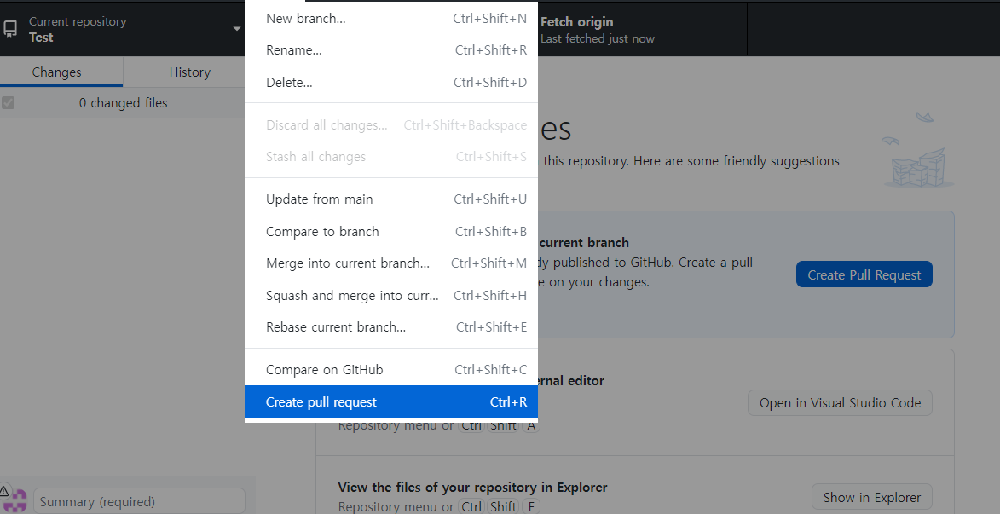 Current repository
Test
Changes
History
0 changed files
Summary (required)
New branch... Ctrl+Shift+N
Rename... Ctrl+Shift+R
Delete... Ctrl+Shift+D
Discard all changes... Ctrl+Shift+Backspace
Stash all changes Ctrl+Shift+S
Update from main Ctrl+Shift+U
Compare to branch Ctrl+Shift+B
Merge into current branch... Ctrl+Shift+M
Squash and merge into curr... Ctrl+Shift+H
Rebase current branch... Ctrl+Shift+E
Compare on GitHub Ctrl+Shift+C
Create pull request Ctrl+R
Fetch origin
Last fetched just now
es
this repository. Here are some friendly suggestions
current branch
dy published to GitHub. Create a pull
e on your changes.
Create Pull Request
ernal editor
Open in Visual Studio Code
Repository menu or Ctrl Shift A
View the files of your repository in Explorer
Repository menu or Ctrl Shift F
Show in Explorer